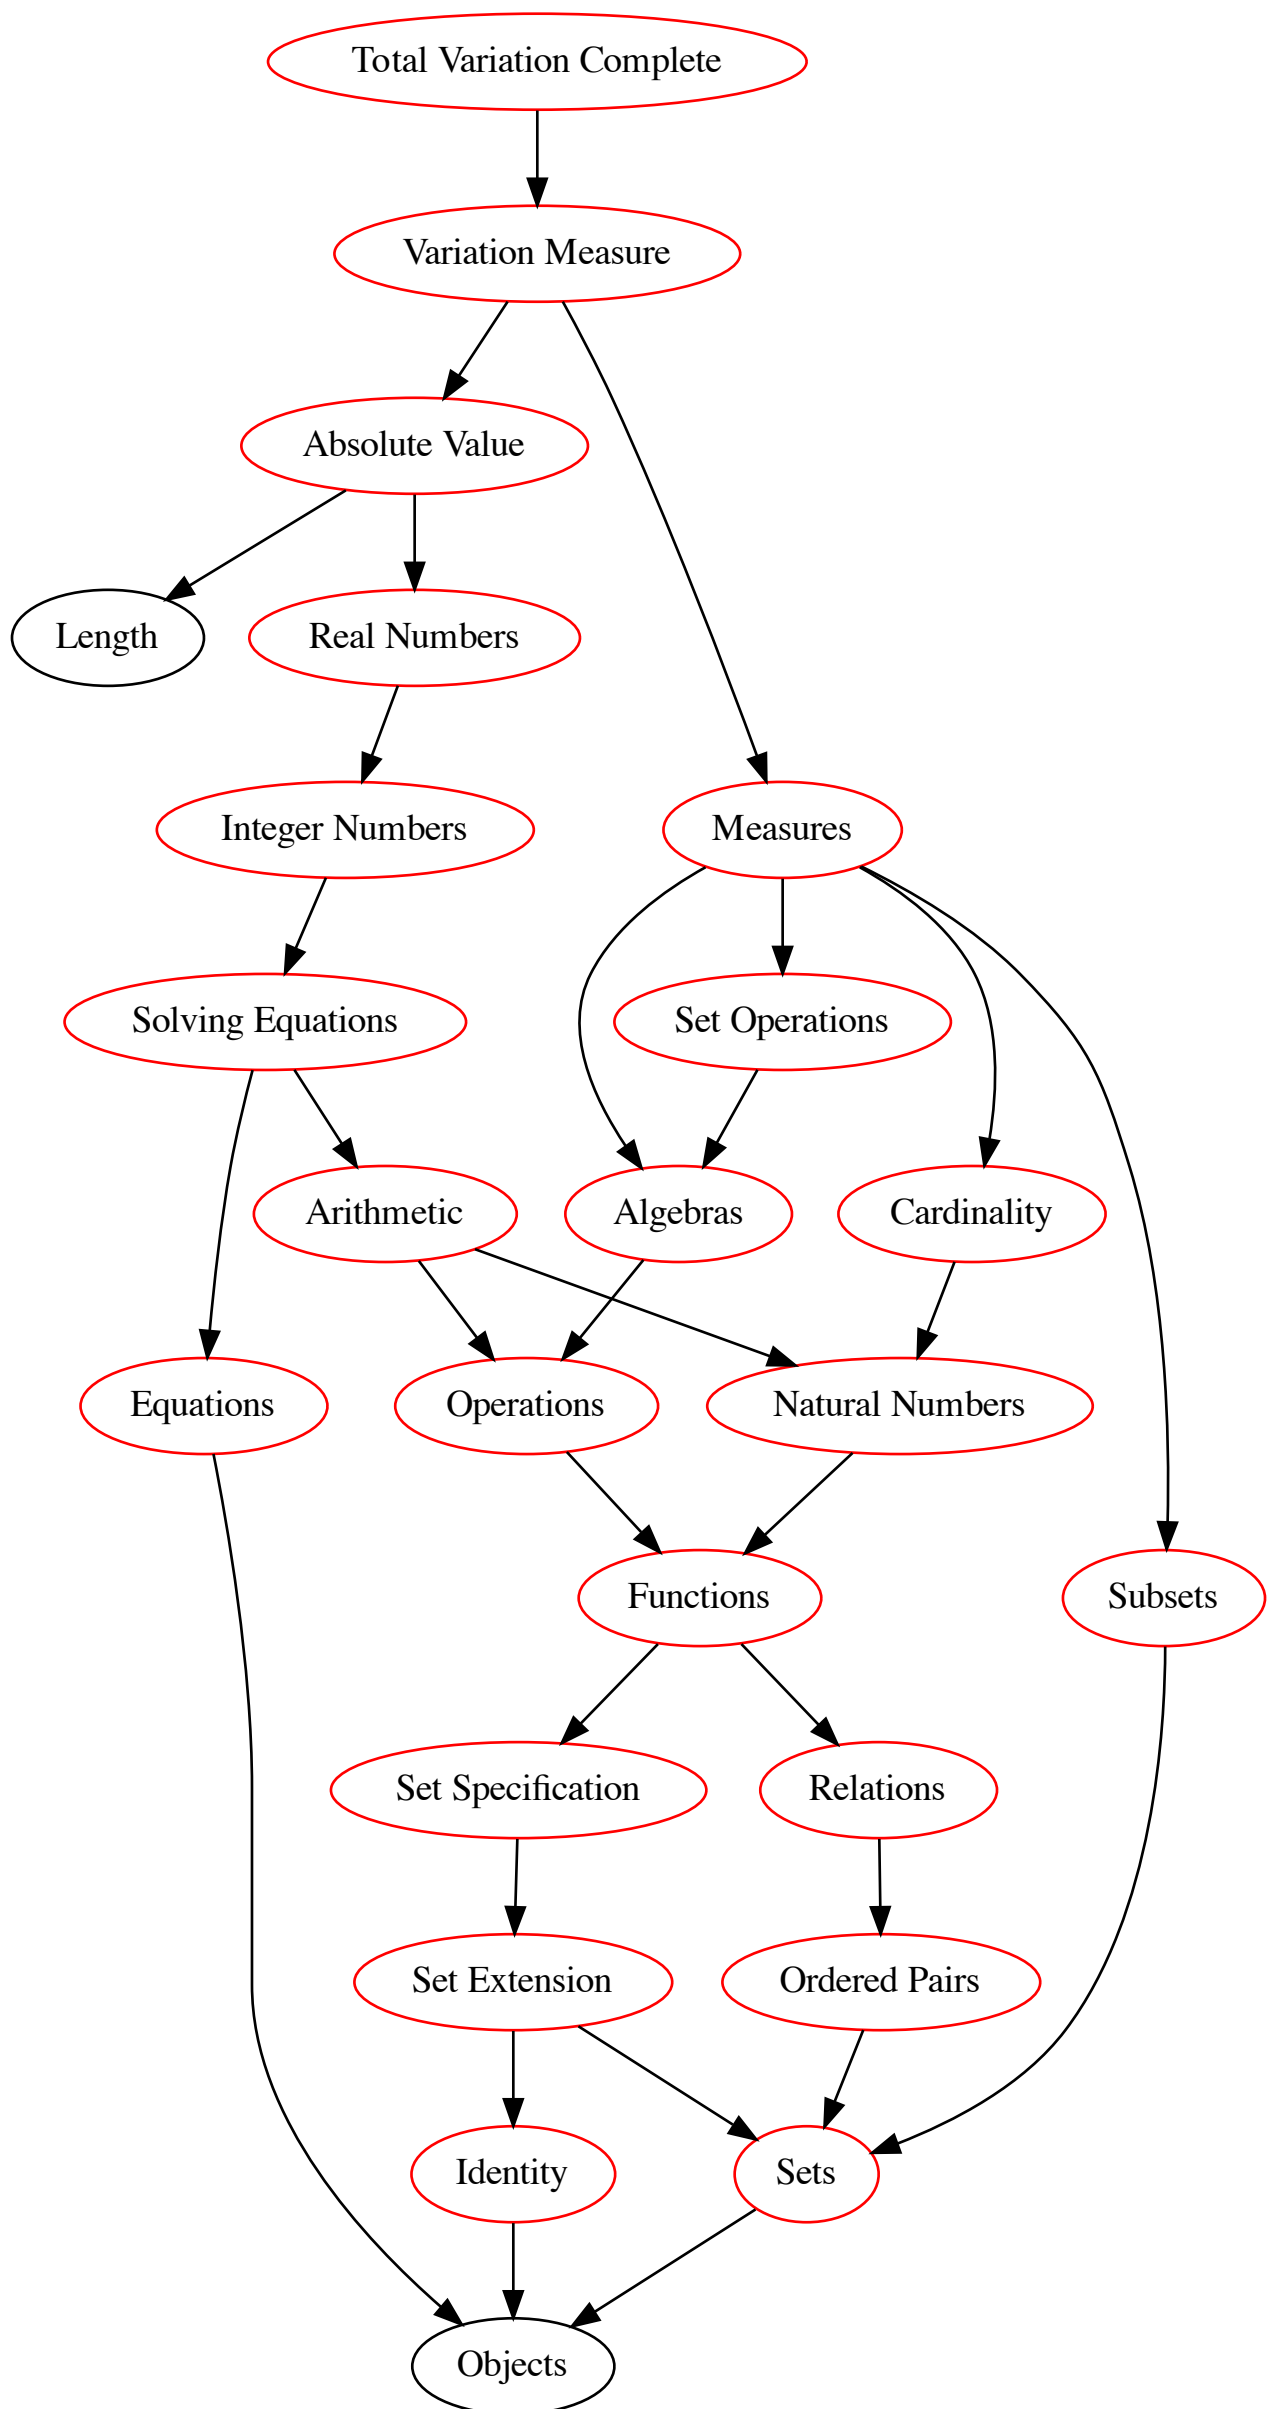 Total Variation Complete
Variation Measure
Absolute Value
Length
Real Numbers
Integer Numbers
Measures
Solving Equations
Set Operations
Arithmetic
Algebras
Cardinality
Equations
Operations
Natural Numbers
Functions
Subsets
Set Specification
Relations
Set Extension
Ordered Pairs
Identity
Sets
Objects